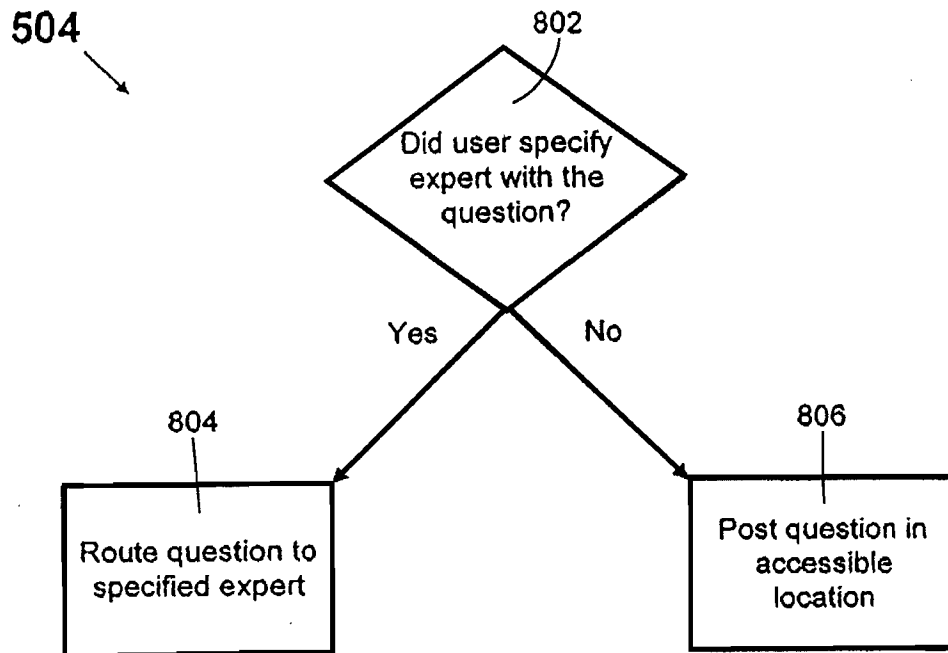 504
802
Did user specify
expert with the
question?
Yes
No
804
806
Route question to
specified expert
Post question in
accessible
location